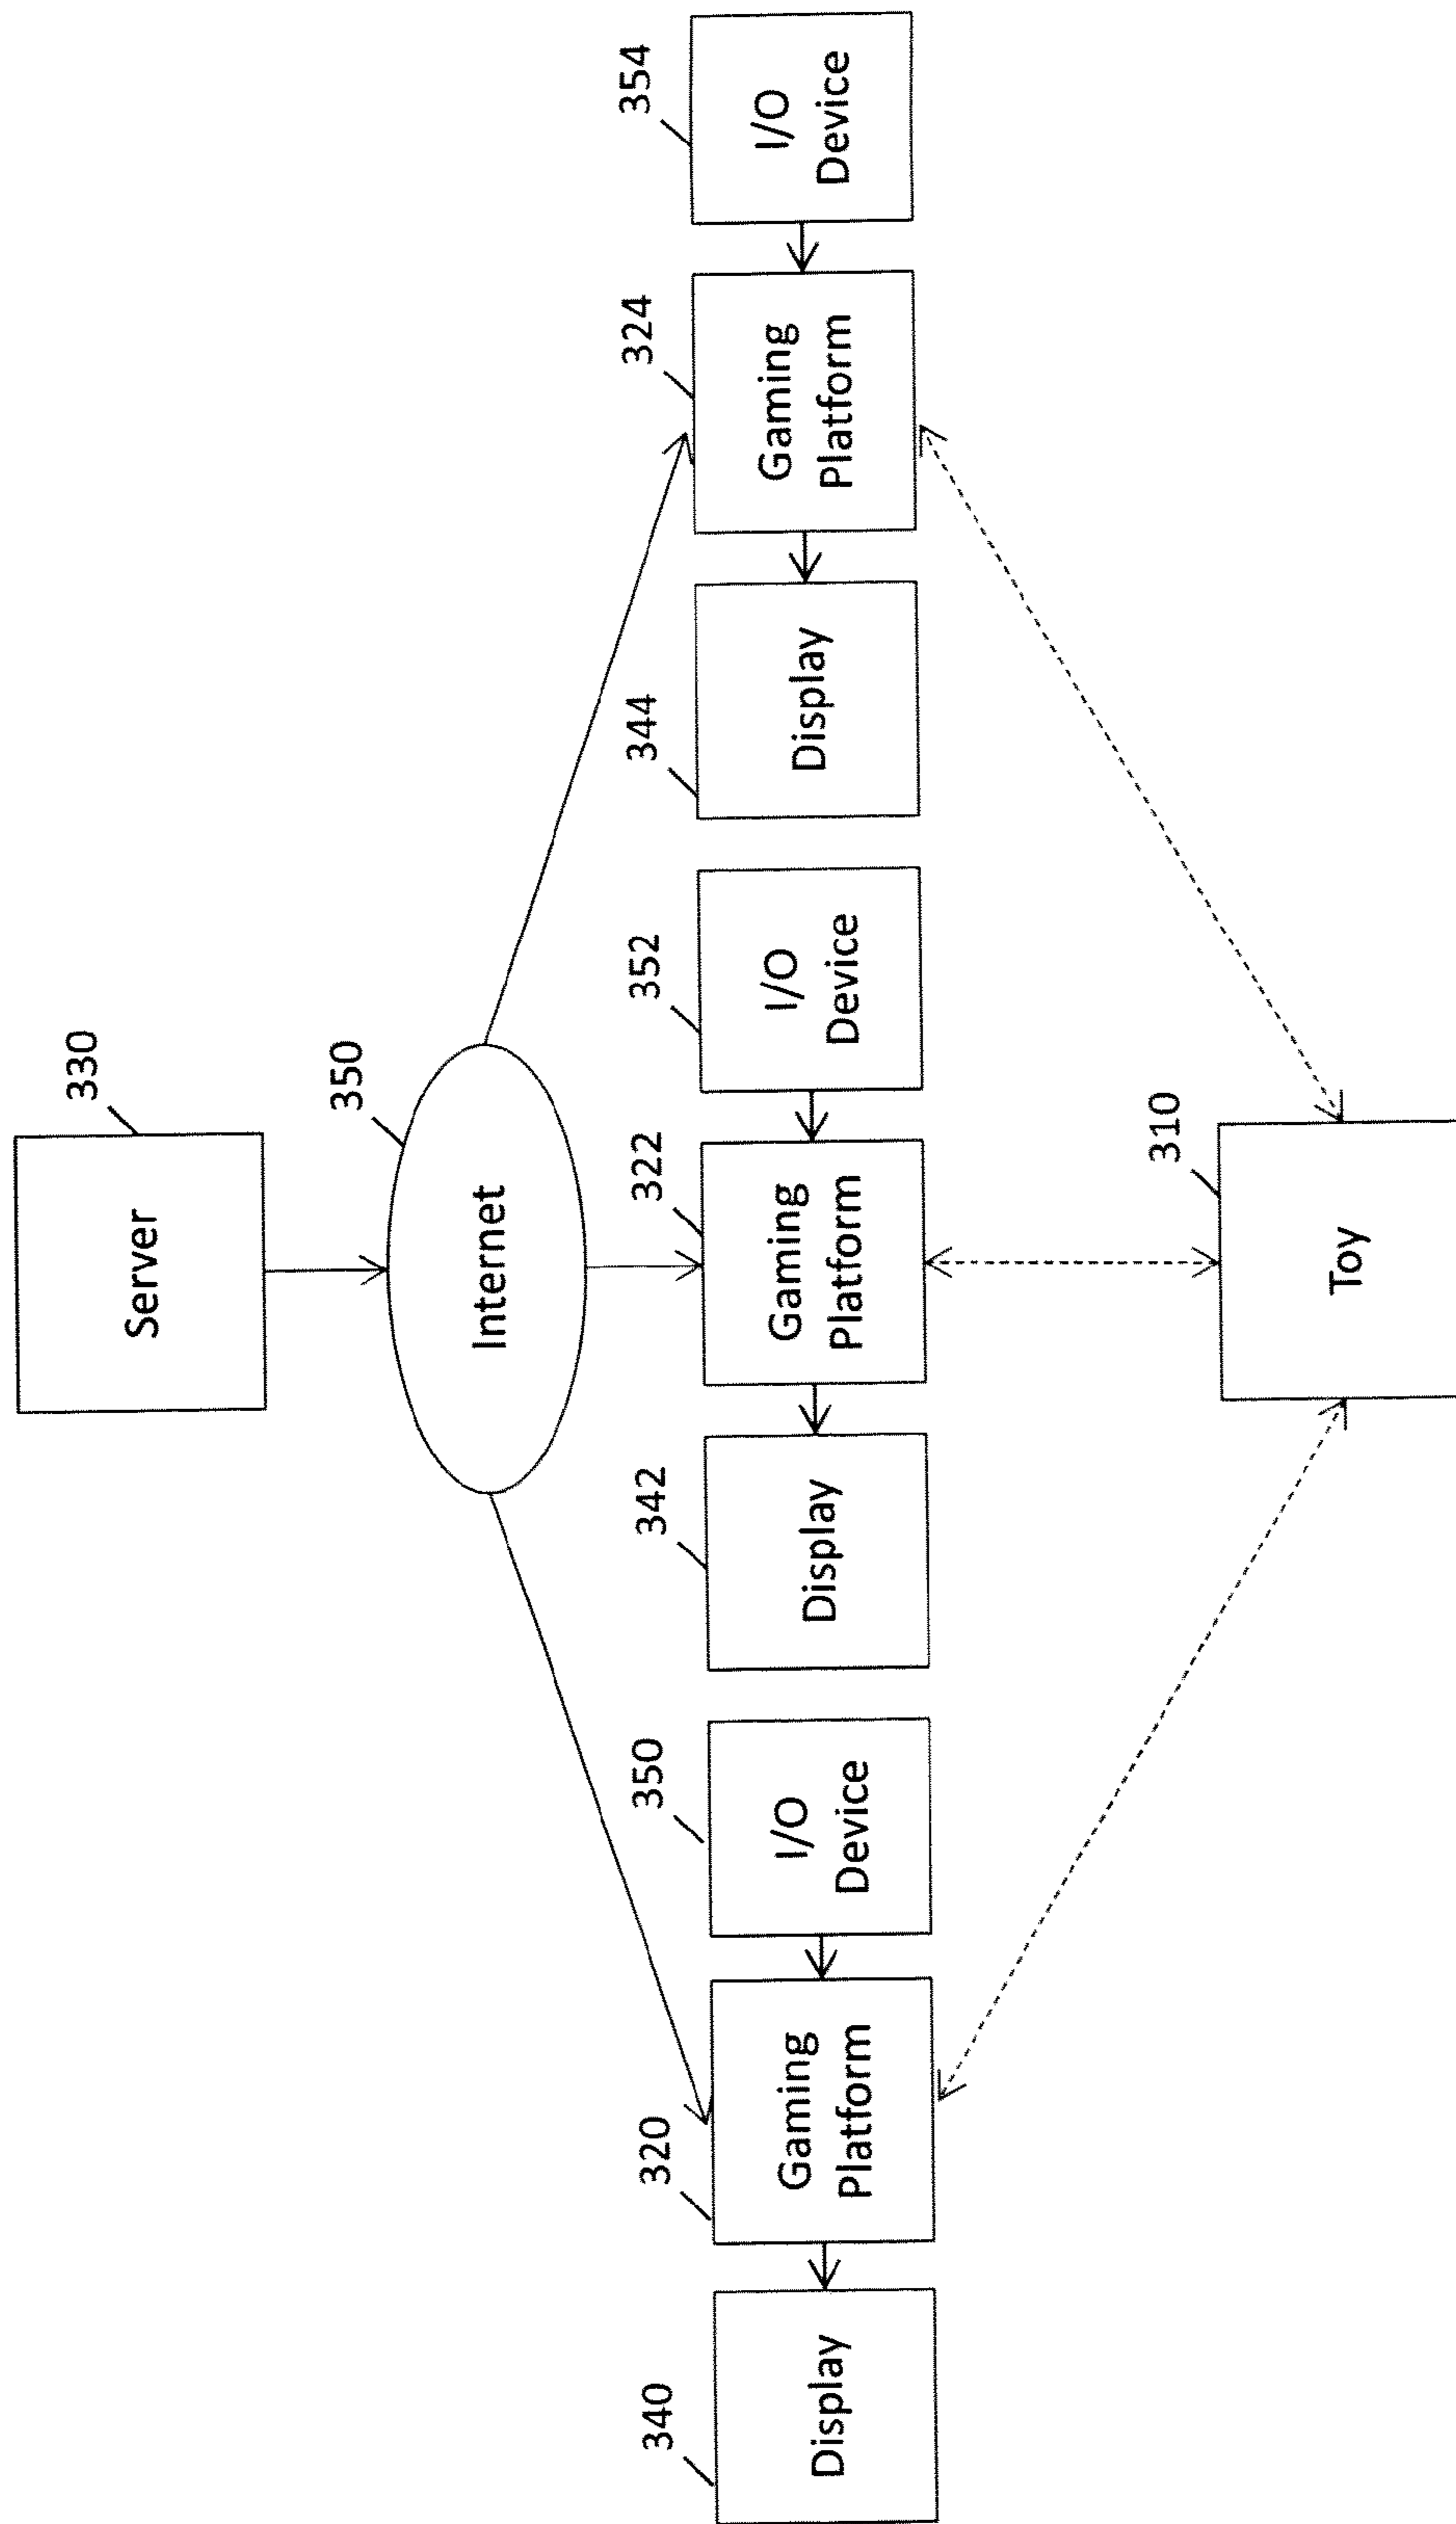 330
Server
350
Internet
340
Display
320
Gaming
Platform
350
I/O
Device
342
Display
322
Gaming
Platform
352
I/O
Device
344
Display
324
Gaming
Platform
354
I/O
Device
310
Toy